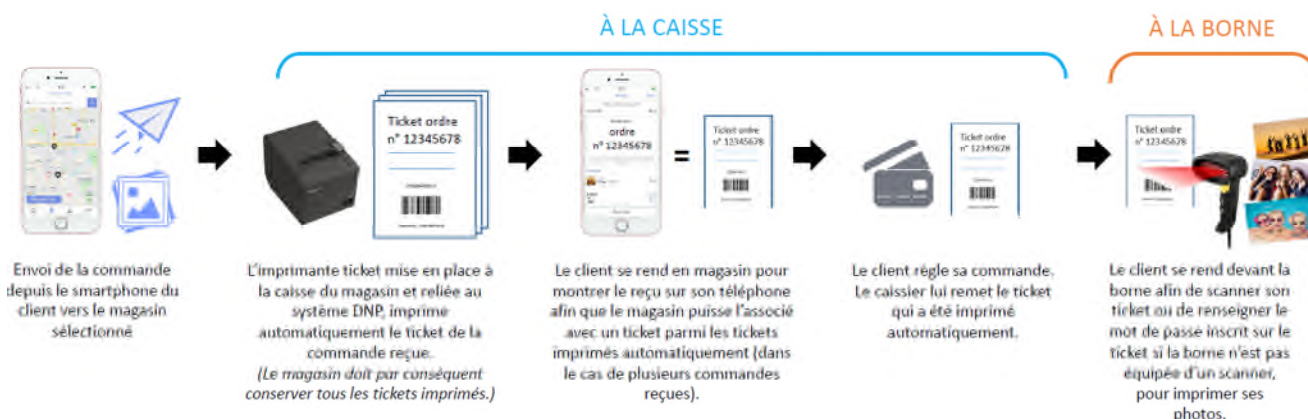 À LA CAISSE
À LA BORNE
Ticket ordre
n° 12345678
ordre
n° 12345678
=
Ticket ordre
n° 12345678
Ticket ordre
n° 12345678
Ticket ordre
n° 12345678
Envoi de la commande
depuis le smartphone du
client vers le magasin
sélectionné
L'imprimante ticket mise en place à
la caisse du magasin et reliée au
système DNP, imprime
automatiquement le ticket de la
commande reçue.
(Le magasin doit par conséquent
conserver tous les tickets imprimés.)
Le client se rend en magasin pour
montrer le reçu sur son téléphone
afin que le magasin puisse l'associé
avec un ticket parmi les tickets
imprimés automatiquement (dans
le cas de plusieurs commandes
reçues).
Le client règle sa commande.
Le caissier lui remet le ticket
qui a été imprimé
automatiquement.
Le client se rend devant la
borne afin de scanner son
ticket ou de renseigner le
mot de passe inscrit sur le
ticket si la borne n'est pas
équipée d'un scanner,
pour imprimer ses
photos.